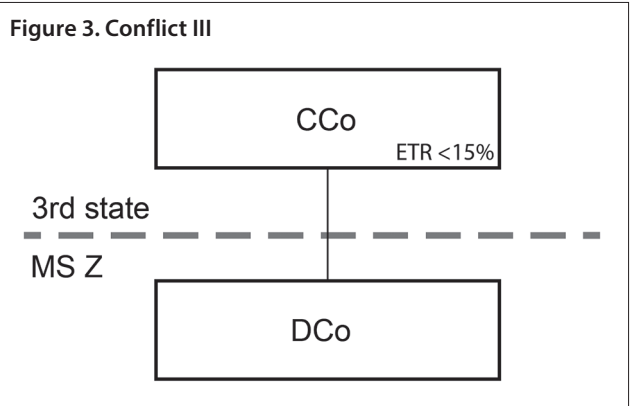 Figure 3. Conflict III
CCo
ETR <15%
3rd state
MS Z
DCo